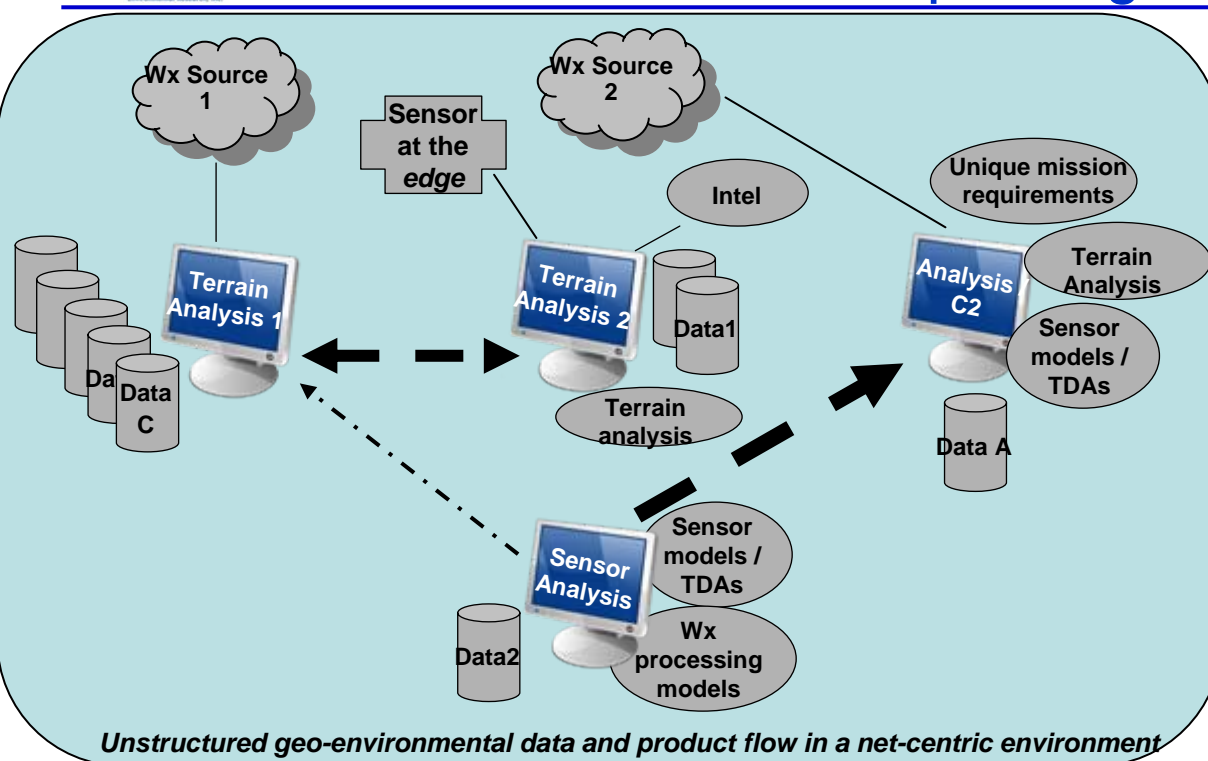 Wx Source
1
Wx Source
2
Sensor
at the
edge
Intel
Unique mission
requirements
Terrain
Analysis 1
Terrain
Analysis 2
Analysis
C2
Terrain
Analysis
Data1
Sensor
models /
TDAs
Data
C
Terrain
analysis
Data A
Sensor
Analysis
Sensor
models /
TDAs
Data2
Wx
processing
models
Unstructured geo-environmental data and product flow in a net-centric environment